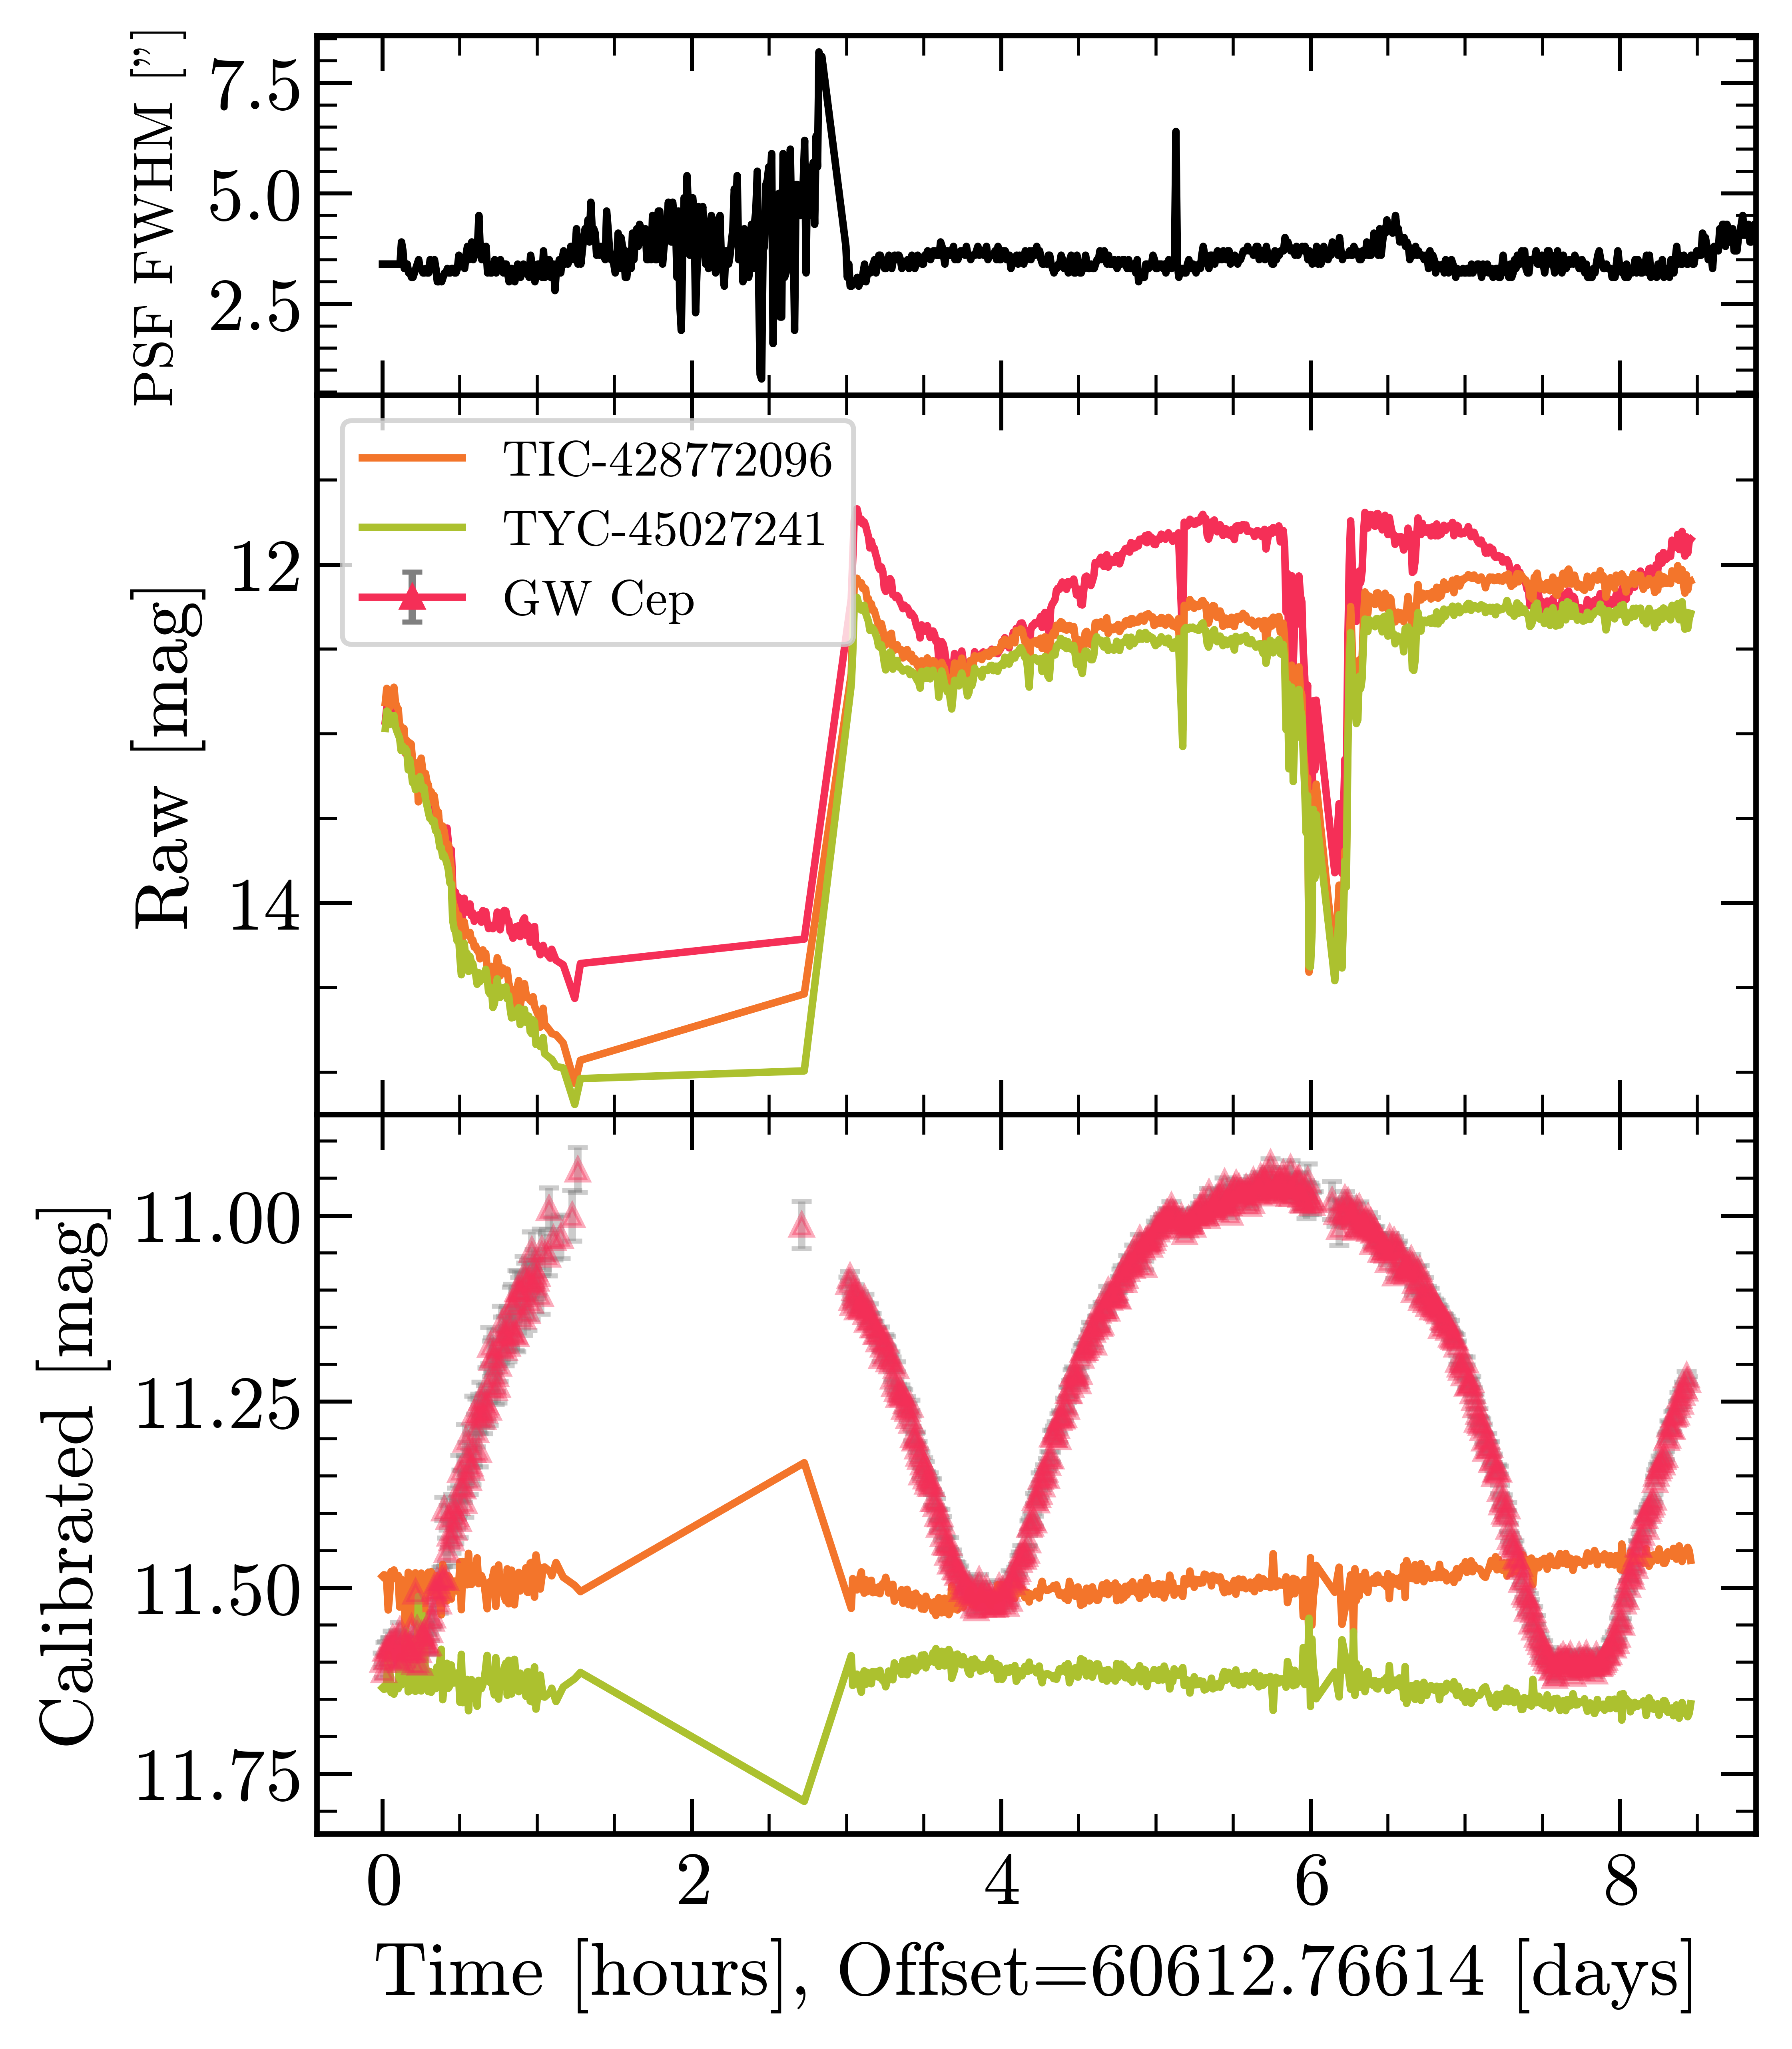 PSF FWHM [”]
7.5
5.0
2.5
Raw [mag]
12
14
TIC-428772096
TYC-45027241
GW Cep
Calibrated [mag]
11.00
11.25
11.50
11.75
0 2 4 6 8
Time [hours], Offset=60612.76614 [days]